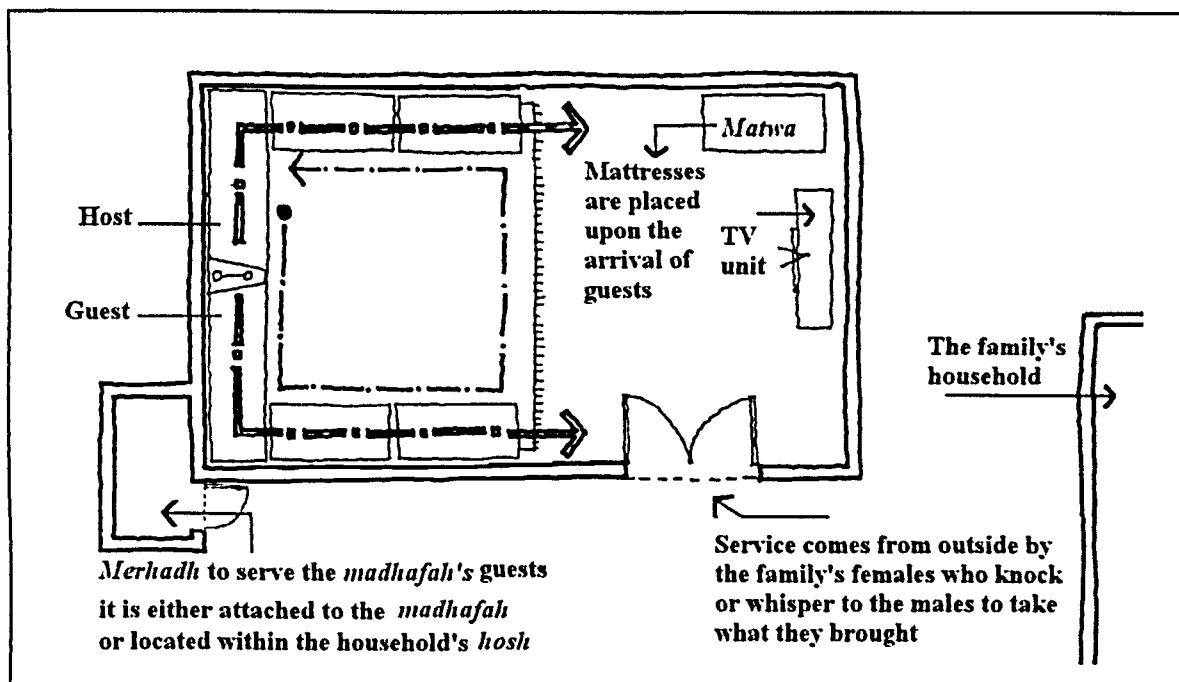 Matwa
Mattresses
are placed
upon the
arrival of
guests
Host
TV
unit
Guest
The family's
household
Merhadh to serve the madhafah's guests
it is either attached to the madhafah
or located within the household's hosh
Service comes from outside by
the family's females who knock
or whisper to the males to take
what they brought